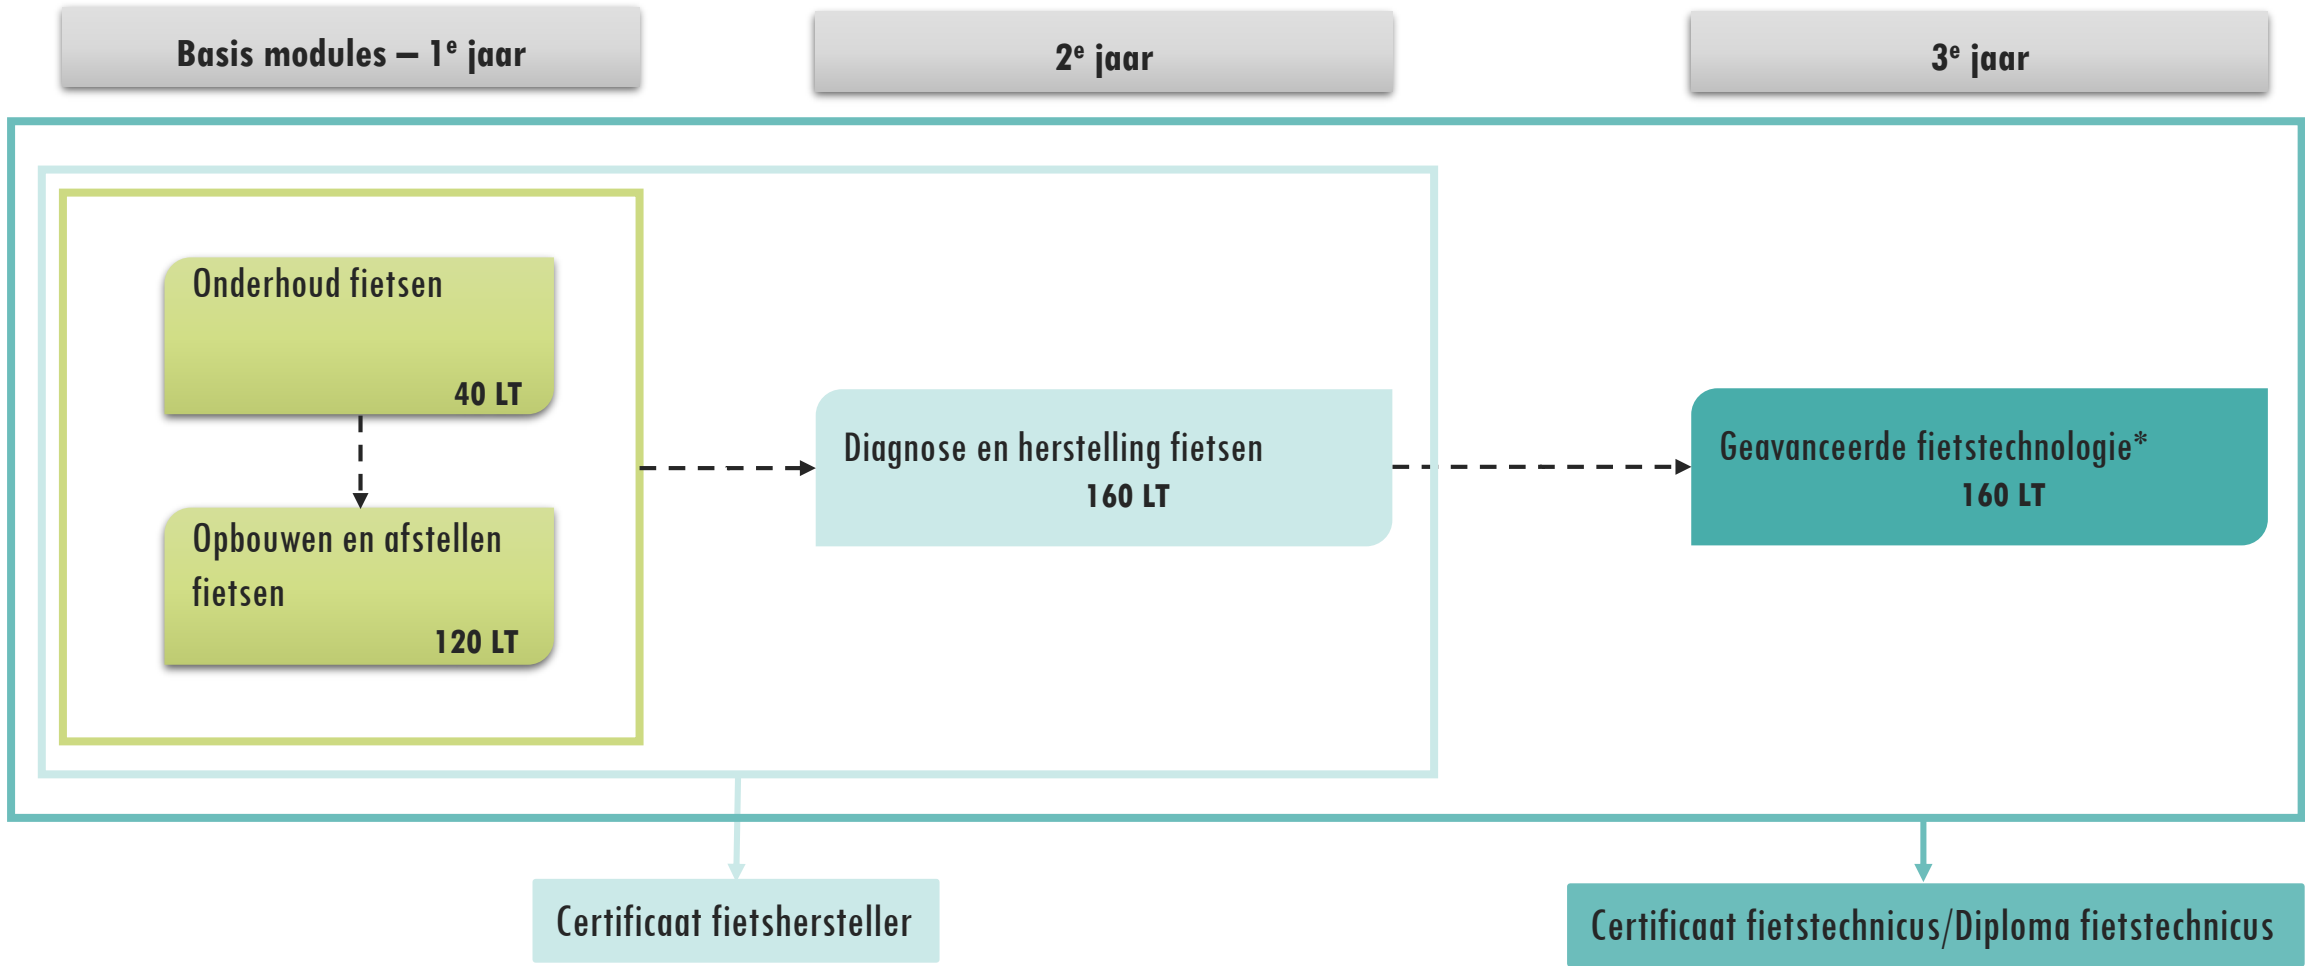 Basis modules – 1e jaar
2e jaar
3e jaar
Onderhoud fietsen
40 LT
Opbouwen en afstellen
fietsen
120 LT
Diagnose en herstelling fietsen
160 LT
Geavanceerde fietstechnologie*
160 LT
Certificaat fietshersteller
Certificaat fietstechnicus/Diploma fietstechnicus